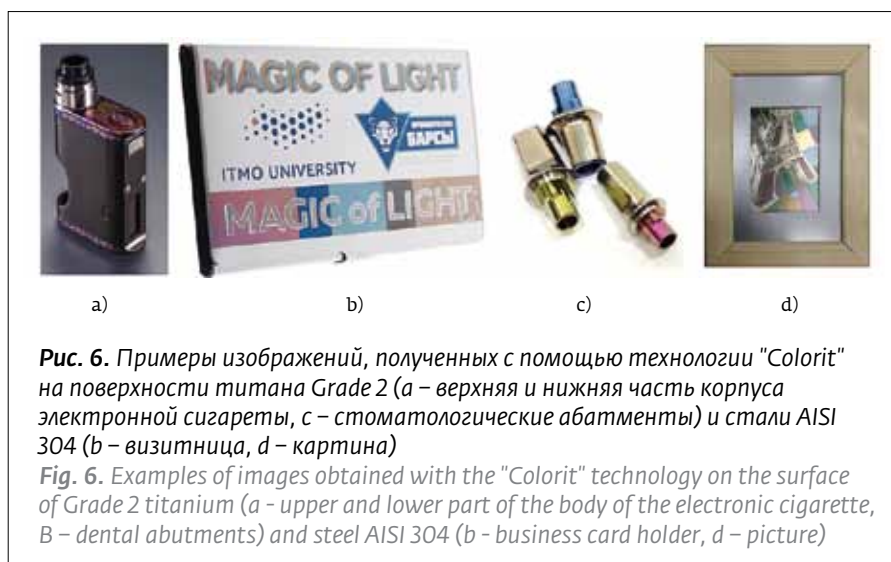 MAGIC OF LIGHT
БАРСЫ
ITMO UNIVERSITY
MAGIC of LIGHT
a)
b)
c)
d)
Рис. 6. Примеры изображений, полученных с помощью технологии "Colorit"
на поверхности титана Grade 2 (a – верхняя и нижняя часть корпуса
электронной сигареты, с – стоматологические абатменты) и стали AISI
304 (b – визитница, d – картина)
Fig. 6. Examples of images obtained with the "Colorit" technology on the surface
of Grade 2 titanium (a - upper and lower part of the body of the electronic cigarette,
B – dental abutments) and steel AISI 304 (b - business card holder, d – picture)